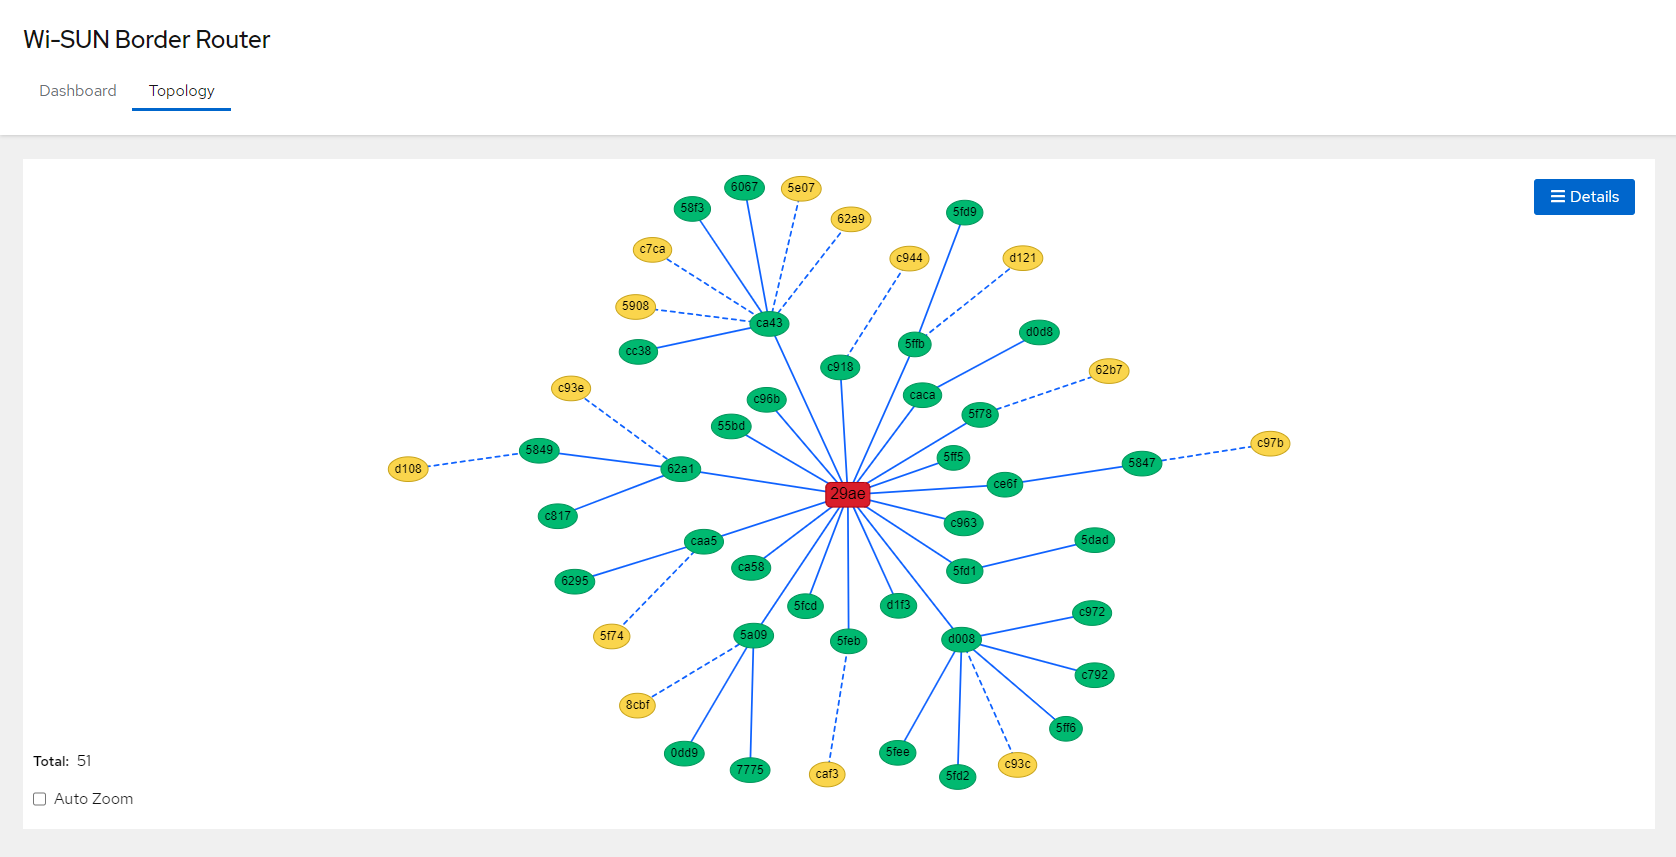 Wi-SUN Border Router
Dashboard
Topology
Details
6067
5e07
58f3
5fd9
62a9
c7ca
c944
d121
5908
ca43
d0d8
5ffb
cc38
c918
62b7
c93e
caca
c96b
5f78
55bd
c97b
5849
5ff5
5847
d108
62a1
ce6f
29ae
c817
c963
5dad
caa5
ca58
5fd1
6295
5fcd
d1f3
c972
5f74
5a09
5feb
d008
c792
8cbf
5ff6
0dd9
5fee
c93c
7775
caf3
5fd2
Total: 51
Auto Zoom